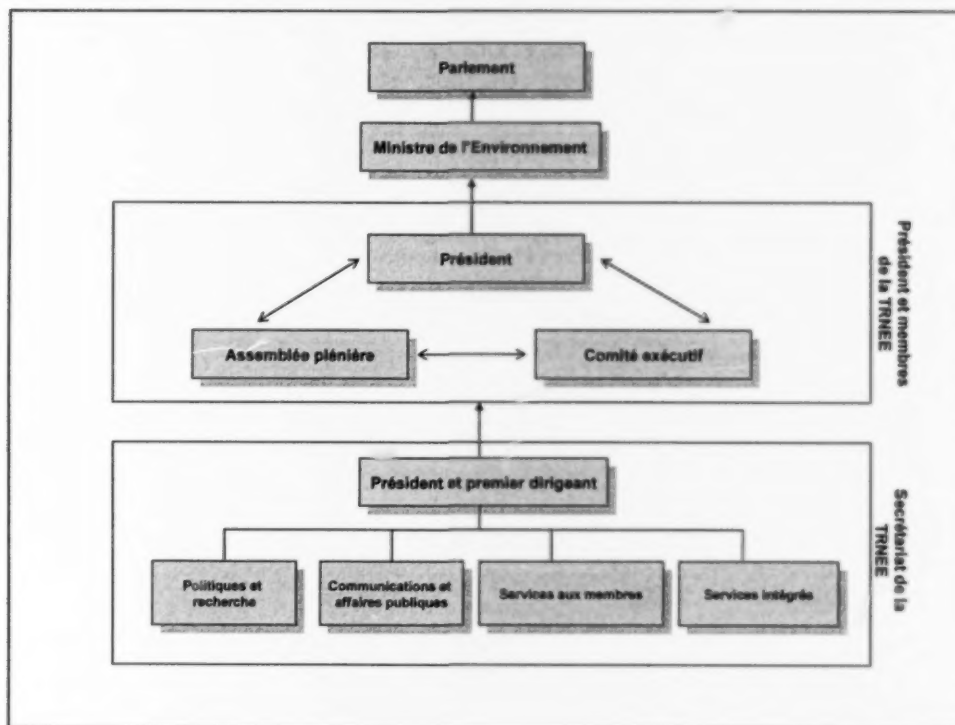 Parlement
Ministre de l'Environnement
Président
Assemblée plénière
Comité exécutif
Président et membres
de la TRNEE
Président et premier dirigeant
Politiques et
recherche
Communications et
affaires publiques
Services aux membres
Services intégrés
Secrétariat de la
TRNEE